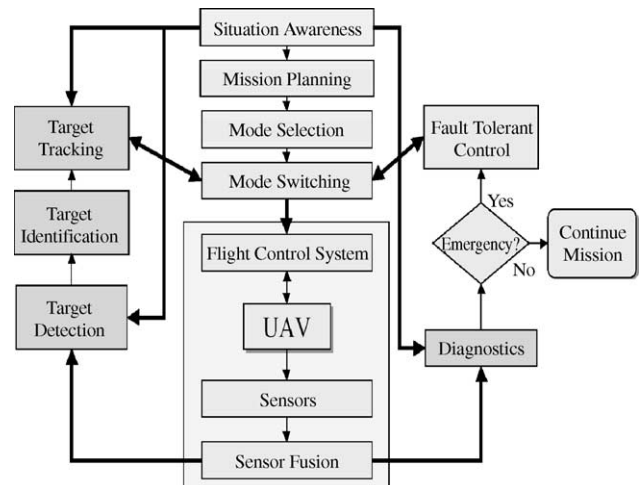 Situation Awareness
Mission Planning
Mode Selection
Mode Switching
Flight Control System
UAV
Sensors
Sensor Fusion
Target
Tracking
Target
Identification
Target
Detection
Fault Tolerant
Control
Yes
Emergency?
No
Continue
Mission
Diagnostics